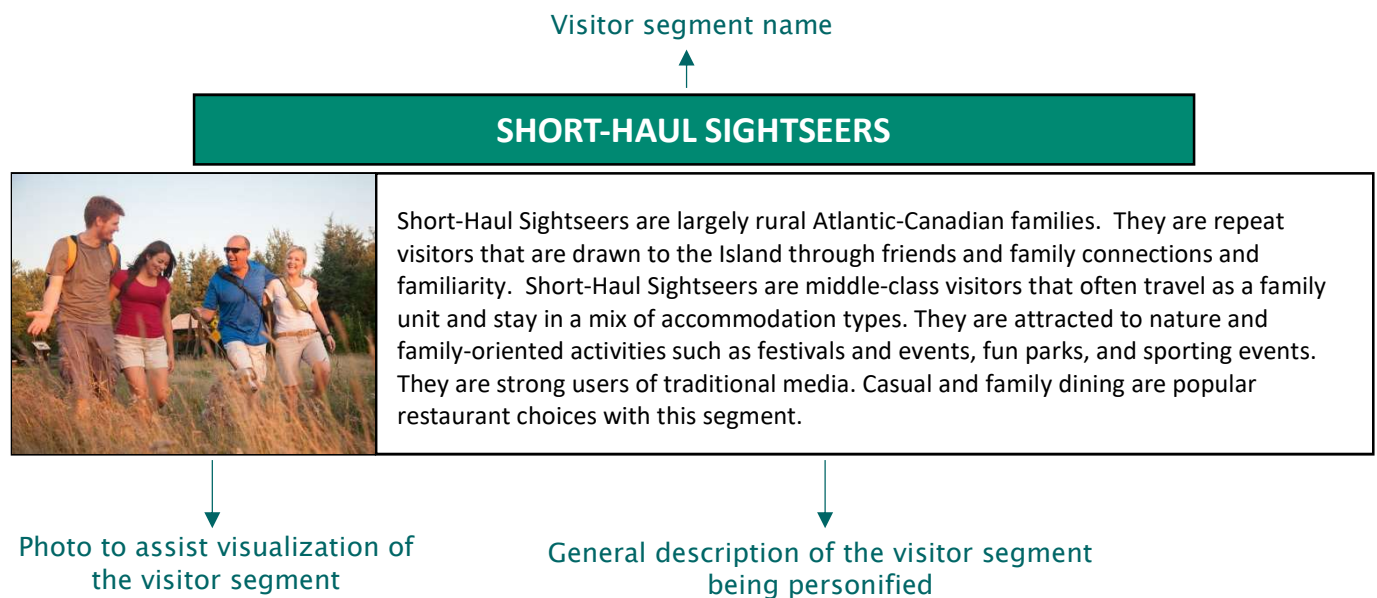 Visitor segment name
SHORT-HAUL SIGHTSEERS
Short-Haul Sightseers are largely rural Atlantic-Canadian families.  They are repeat
visitors that are drawn to the Island through friends and family connections and
familiarity.  Short-Haul Sightseers are middle-class visitors that often travel as a family
unit and stay in a mix of accommodation types. They are attracted to nature and
family-oriented activities such as festivals and events, fun parks, and sporting events.
They are strong users of traditional media. Casual and family dining are popular
restaurant choices with this segment.
Photo to assist visualization of
the visitor segment
General description of the visitor segment
being personified